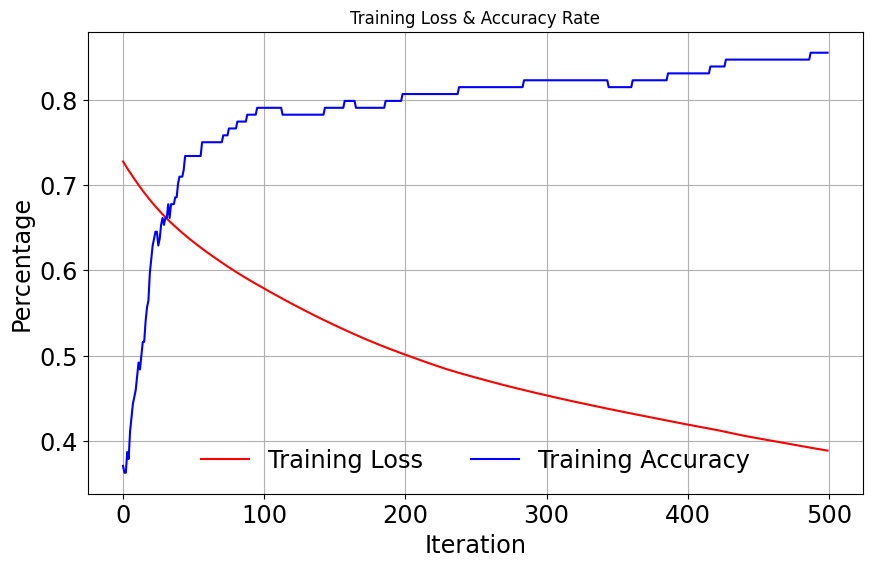 Training Loss & Accuracy Rate
0.8
0.7
0.6
0.5
0.4
Percentage
Training Loss
Training Accuracy
0 100 200 300 400 500
Iteration